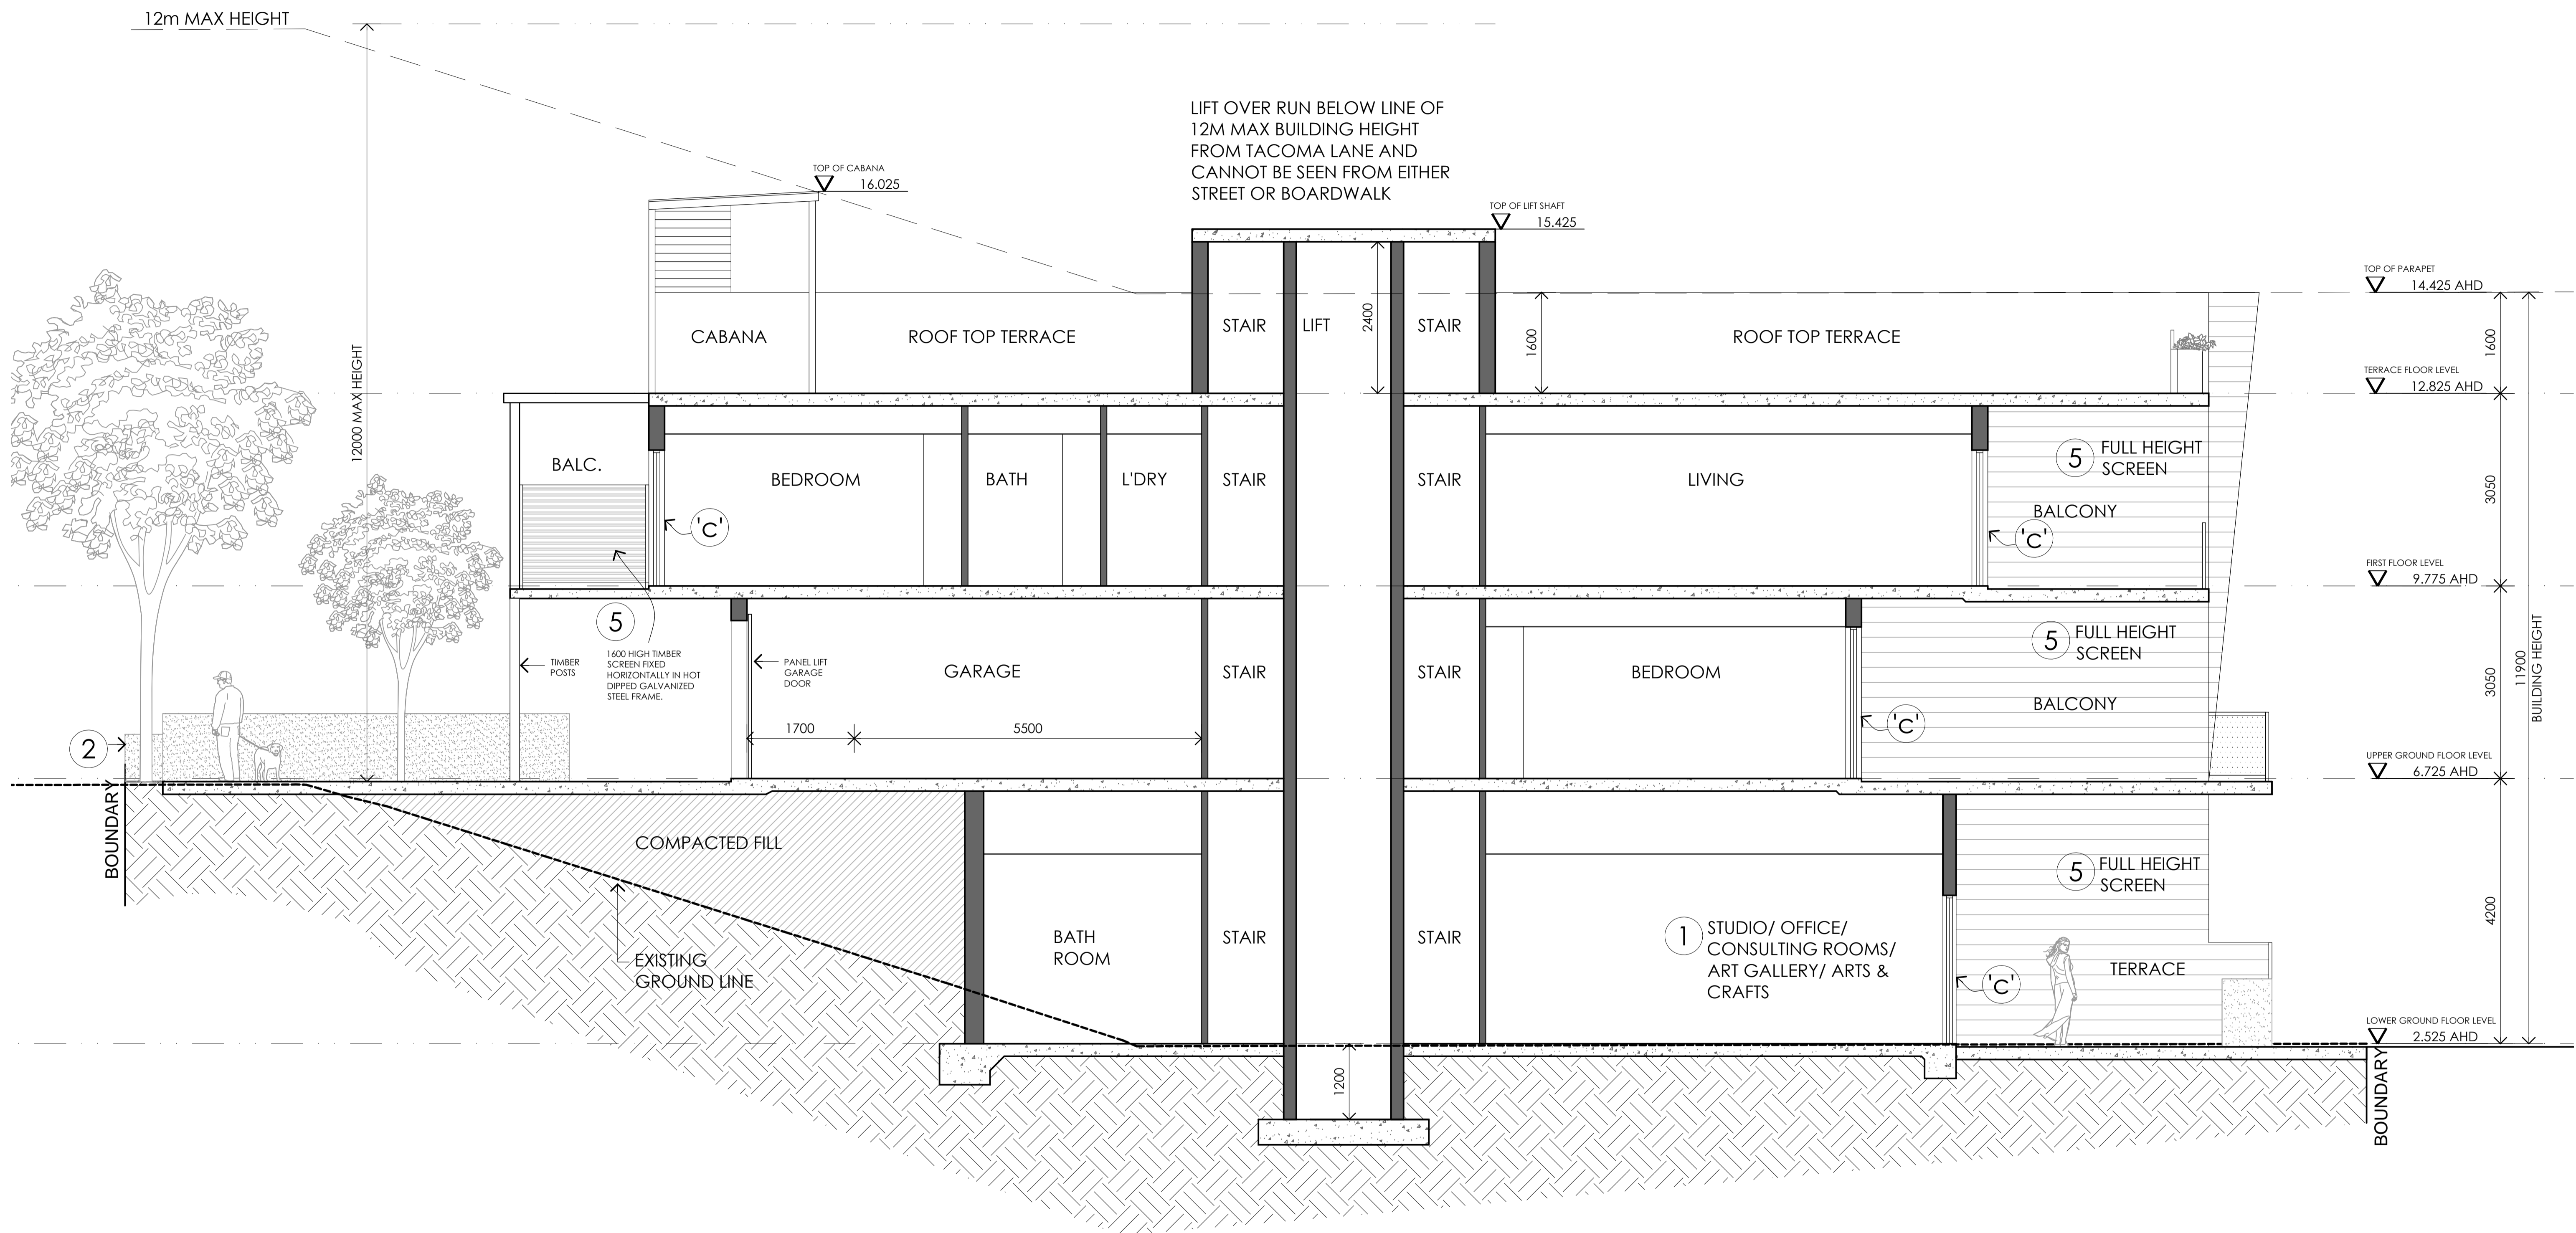 12m MAX HEIGHT
LIFT OVER RUN BELOW LINE OF
12M MAX BUILDING HEIGHT
FROM TACOMA LANE AND
CANNOT BE SEEN FROM EITHER
STREET OR BOARDWALK
TOP OF CABANA
16.025
TOP OF LIFT SHAFT
15.425
TOP OF PARAPET
14.425 AHD
12000 MAX HEIGHT
CABANA
ROOF TOP TERRACE
STAIR
LIFT
2400
STAIR
1600
ROOF TOP TERRACE
1600
TERRACE FLOOR LEVEL
12.825 AHD
BALC.
BEDROOM
BATH
L'DRY
STAIR
STAIR
LIVING
5
FULL HEIGHT
SCREEN
BALCONY
3050
'C'
'C'
FIRST FLOOR LEVEL
9.775 AHD
5
1600 HIGH TIMBER
SCREEN FIXED
HORIZONTALLY IN HOT
DIPPED GALVANIZED
STEEL FRAME.
TIMBER
POSTS
PANEL LIFT
GARAGE
DOOR
GARAGE
STAIR
STAIR
BEDROOM
5
FULL HEIGHT
SCREEN
BALCONY
'C'
3050
11900
BUILDING HEIGHT
1700
5500
2
UPPER GROUND FLOOR LEVEL
6.725 AHD
BOUNDARY
COMPACTED FILL
EXISTING
GROUND LINE
BATH
ROOM
STAIR
STAIR
1
STUDIO/ OFFICE/
CONSULTING ROOMS/
ART GALLERY/ ARTS &
CRAFTS
5
FULL HEIGHT
SCREEN
TERRACE
'C'
4200
LOWER GROUND FLOOR LEVEL
2.525 AHD
1200
BOUNDARY